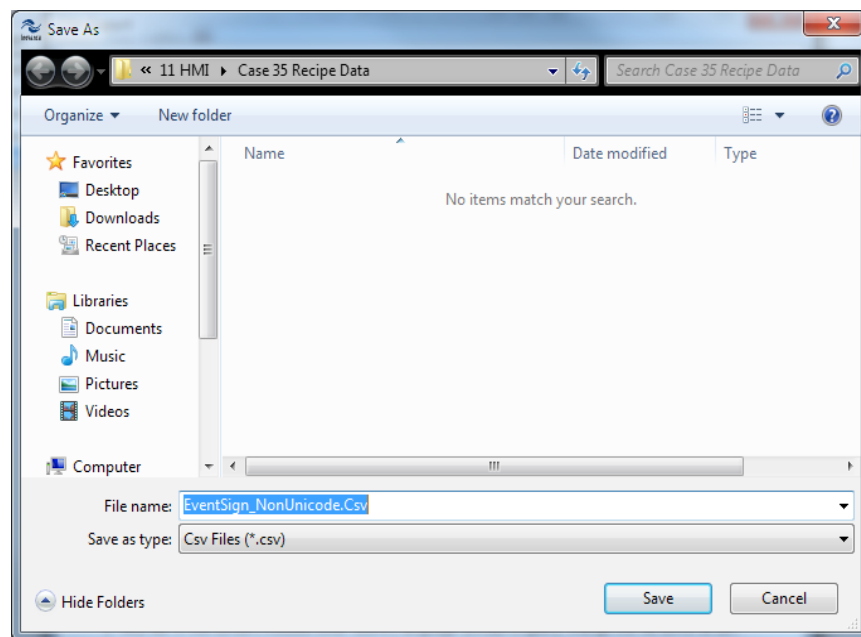 Save As
« 11 HMI ▸ Case 35 Recipe Data
Search Case 35 Recipe Data
Organize
New folder
Name
Date modified
Type
No items match your search.
Favorites
Desktop
Downloads
Recent Places
Libraries
Documents
Music
Pictures
Videos
Computer
File name: EventSign_NonUnicode.Csv
Save as type: Csv Files (*.csv)
Hide Folders
Save
Cancel